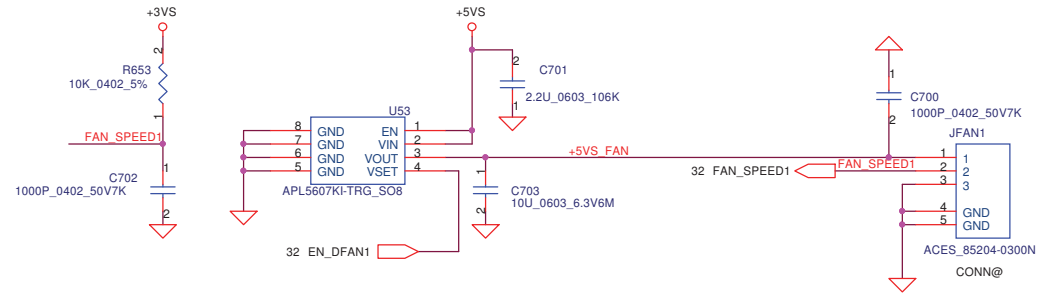 +3VS
+5VS
2
R653
10K_0402_5%
1
FAN_SPEED1
C702
1000P_0402_50V7K
1
2
U53
8 GND EN 1
7 GND VIN 2
6 GND VOUT 3
5 GND VSET 4
APL5607KI-TRG_SO8
2
C701
2.2U_0603_106K
1
+5VS_FAN
1
C703
10U_0603_6.3V6M
2
32 EN_DFAN1
1
C700
1000P_0402_50V7K
2
JFAN1
32 FAN_SPEED1
FAN_SPEED1
1 1
2 2
3 3
4 GND
5 GND
ACES_85204-0300N
CONN@